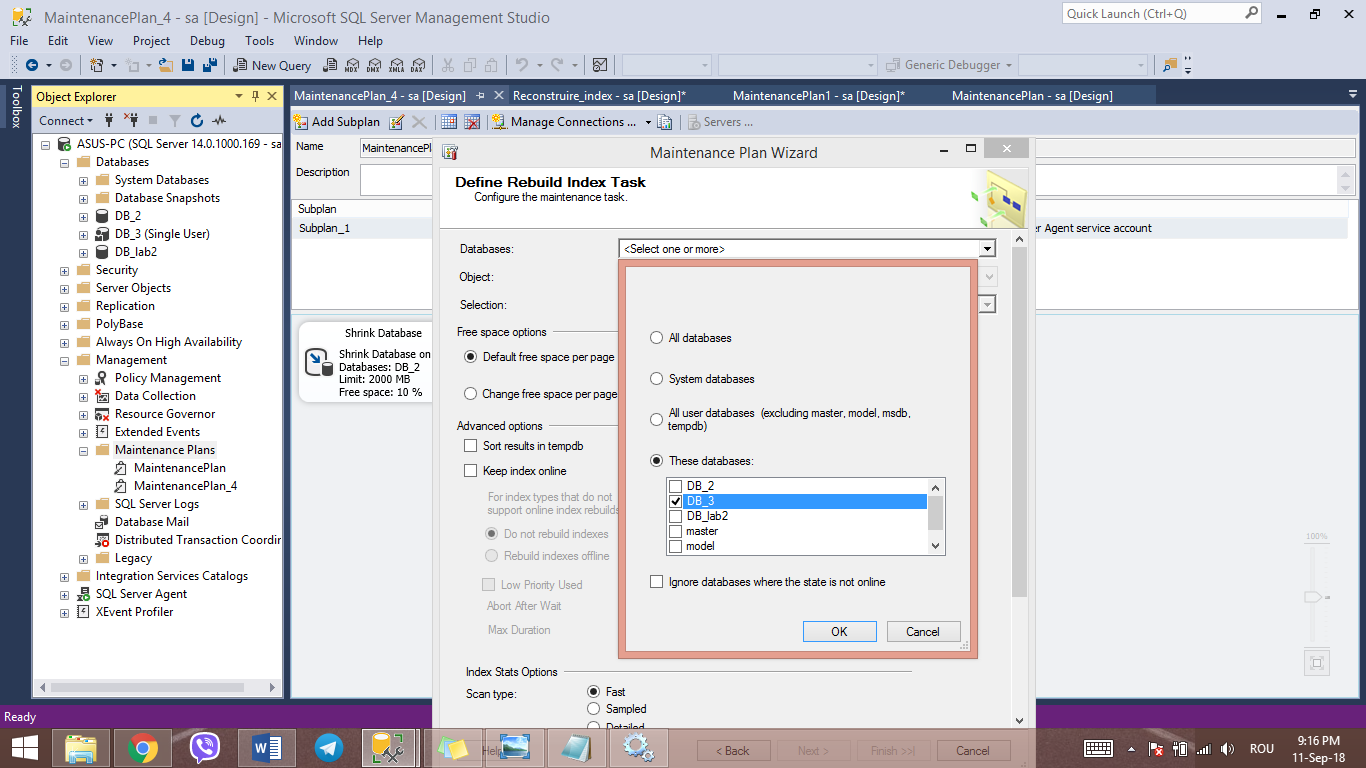 MaintenancePlan_4 - sa [Design] - Microsoft SQL Server Management Studio
Quick Launch (Ctrl+Q)
File Edit View Project Debug Tools Window Help
New Query
MDX DMX XMLA DAX
Generic Debugger
Toolbox
Object Explorer
Connect
ASUS-PC (SQL Server 14.0.1000.169 - sa
Databases
System Databases
Database Snapshots
DB_2
DB_3 (Single User)
DB_lab2
Security
Server Objects
Replication
PolyBase
Always On High Availability
Management
Policy Management
Data Collection
Resource Governor
Extended Events
Maintenance Plans
MaintenancePlan
MaintenancePlan_4
SQL Server Logs
Database Mail
Distributed Transaction Coordin
Legacy
Integration Services Catalogs
SQL Server Agent
XEvent Profiler
MaintenancePlan_4 - sa [Design] Reconstruire_index - sa [Design]* MaintenancePlan1 - sa [Design]* MaintenancePlan - sa [Design]
Add Subplan Manage Connections ... Servers ...
Name MaintenancePl
Description
Subplan
Subplan_1
er Agent service account
Shrink Database
Shrink Database on
Databases: DB_2
Limit: 2000 MB
Free space: 10 %
100%
Maintenance Plan Wizard
Define Rebuild Index Task
Configure the maintenance task.
Databases: <Select one or more>
Object:
Selection:
Free space options
Default free space per page
Change free space per page
Advanced options
Sort results in tempdb
Keep index online
For index types that do not
support online index rebuilds
Do not rebuild indexes
Rebuild indexes offline
Low Priority Used
Abort After Wait
Max Duration
Index Stats Options
Scan type: Fast
Sampled
Detailed
All databases
System databases
All user databases (excluding master, model, msdb,
tempdb)
These databases:
DB_2
DB_3
DB_lab2
master
model
Ignore databases where the state is not online
OK Cancel
Help < Back Next > Finish >>| Cancel
Ready
ROU
9:16 PM
11-Sep-18